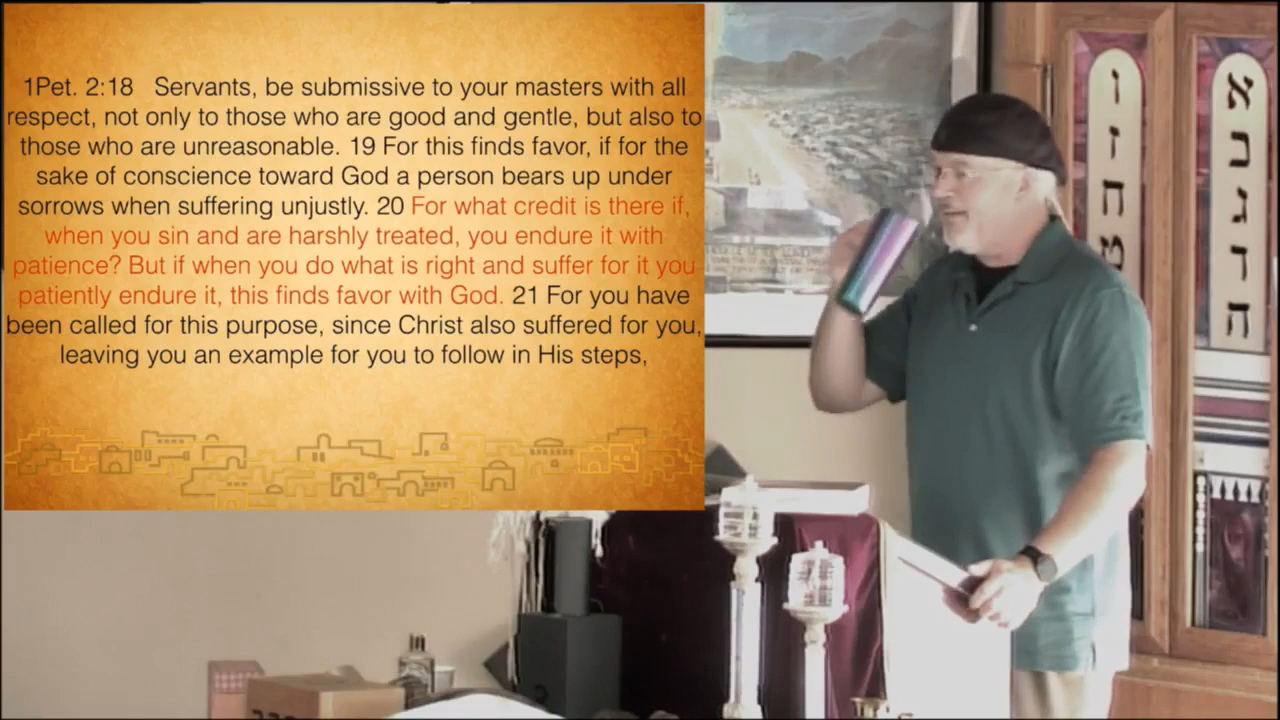 1Pet. 2:18 Servants, be submissive to your masters with all
respect, not only to those who are good and gentle, but also to
those who are unreasonable. 19 For this finds favor, if for the
sake of conscience toward God a person bears up under
sorrows when suffering unjustly. 20 For what credit is there if,
when you sin and are harshly treated, you endure it with
patience? But if when you do what is right and suffer for it you
patiently endure it, this finds favor with God. 21 For you have
been called for this purpose, since Christ also suffered for you,
leaving you an example for you to follow in His steps,
א
ב
ג
ד
ה
ו
ז
ח
ט